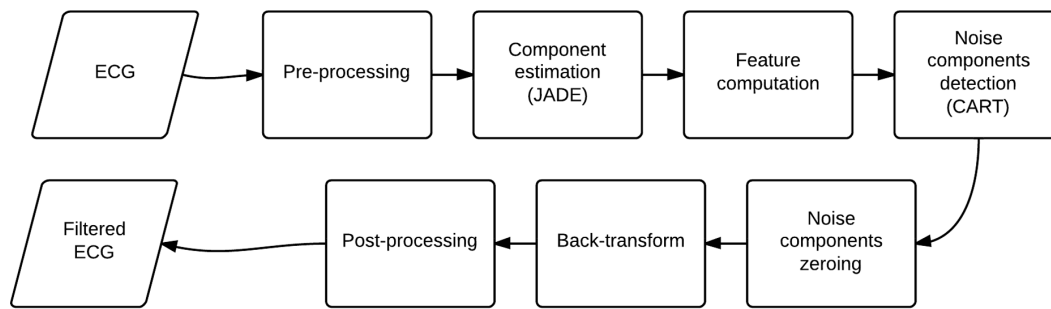 ECG
Pre-processing
Component
estimation
(JADE)
Feature
computation
Noise
components
detection
(CART)
Noise
components
zeroing
Back-transform
Post-processing
Filtered
ECG